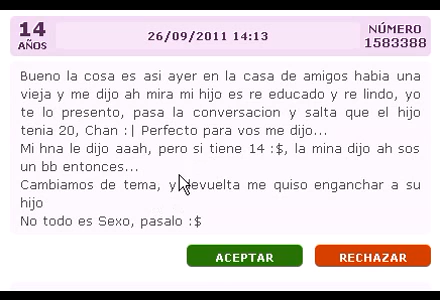 14
AÑOS
26/09/2011 14:13
NÚMERO
1583388
Bueno la cosa es asi ayer en la casa de amigos habia una
vieja y me dijo ah mira mi hijo es re educado y re lindo, yo
te lo presento, pasa la conversacion y salta que el hijo
tenia 20, Chan :| Perfecto para vos me dijo...
Mi hna le dijo aaah, pero si tiene 14 :$, la mina dijo ah sos
un bb entonces...
Cambiamos de tema, y devuelta me quiso enganchar a su
hijo
No todo es Sexo, pasalo :$
ACEPTAR
RECHAZAR